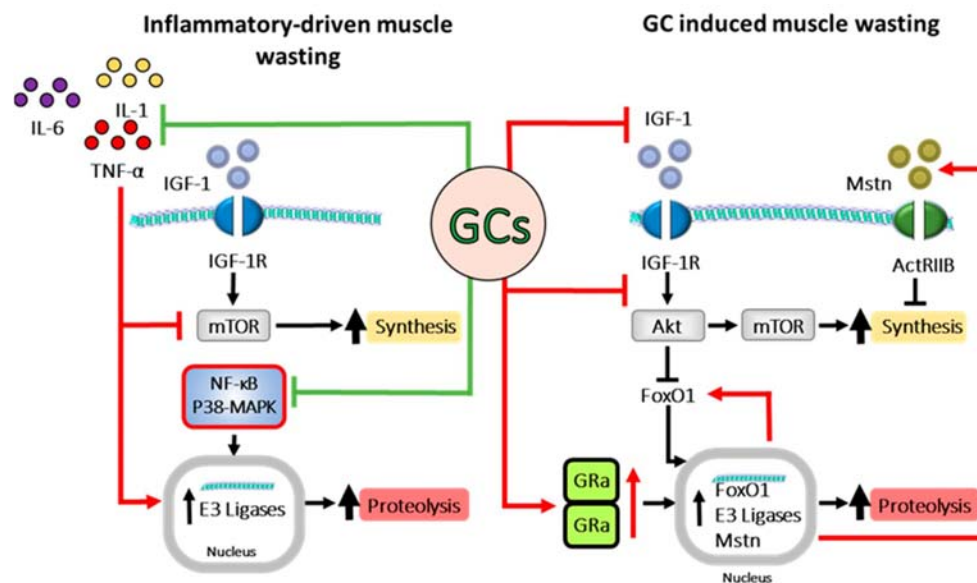 Inflammatory-driven muscle
wasting
GC induced muscle wasting
IL-6
IL-1
TNF-α
IGF-1
IGF-1R
mTOR
Synthesis
NF-κB
P38-MAPK
E3 Ligases
Nucleus
Proteolysis
GCs
IGF-1
Mstn
IGF-1R
ActRIIB
Akt
mTOR
Synthesis
FoxO1
GRa
GRa
FoxO1
E3 Ligases
Mstn
Nucleus
Proteolysis